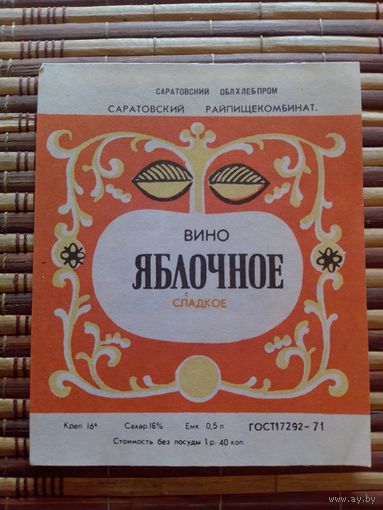 САРАТОВСКИЙ ОБЛХЛЕБПРОМ
САРАТОВСКИЙ РАЙПИЩЕКОМБИНАТ.
ВИНО
ЯБЛОЧНОЕ
СЛАДКОЕ
Креп. 16° Сахар 16% Емк 0,5 л. ГОСТ17292-71
Стоимость без посуды 1 р. 40 коп
www.ay.by